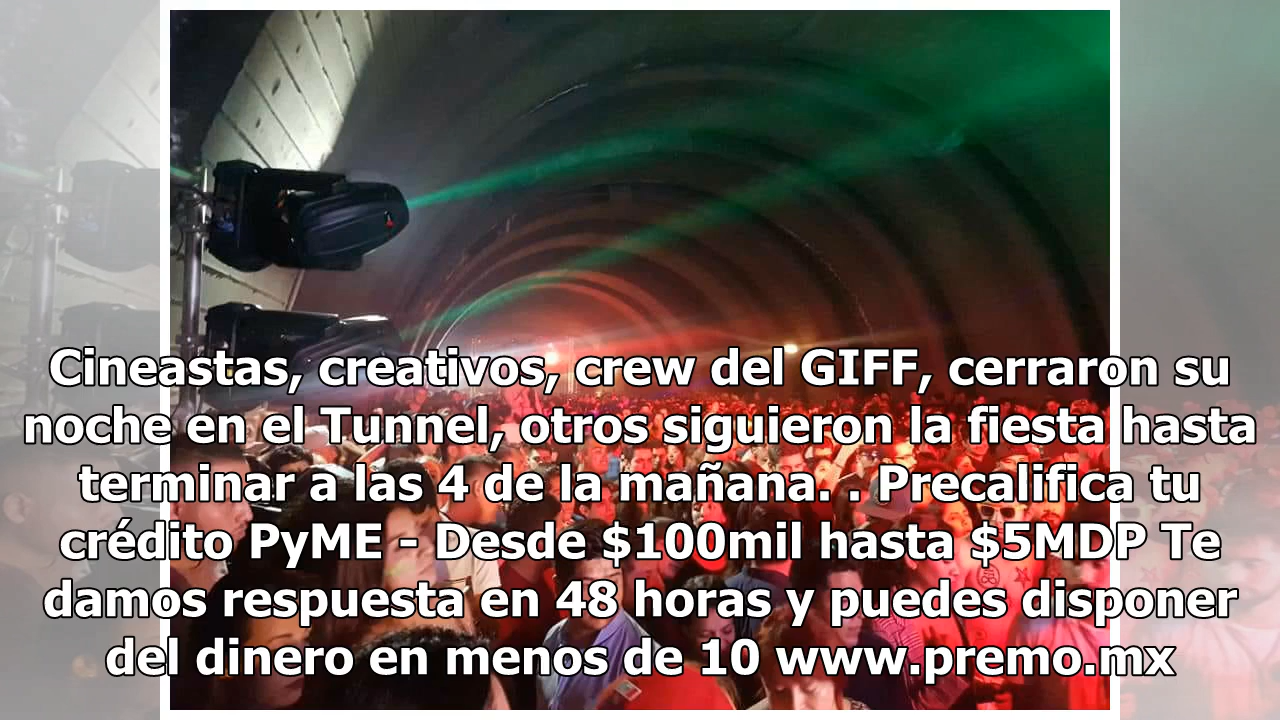 Cineastas, creativos, crew del GIFF, cerraron su
noche en el Tunnel, otros siguieron la fiesta hasta
terminar a las 4 de la mañana. . Precalifica tu
crédito PyME - Desde $100mil hasta $5MDP Te
damos respuesta en 48 horas y puedes disponer
del dinero en menos de 10 www.premo.mx